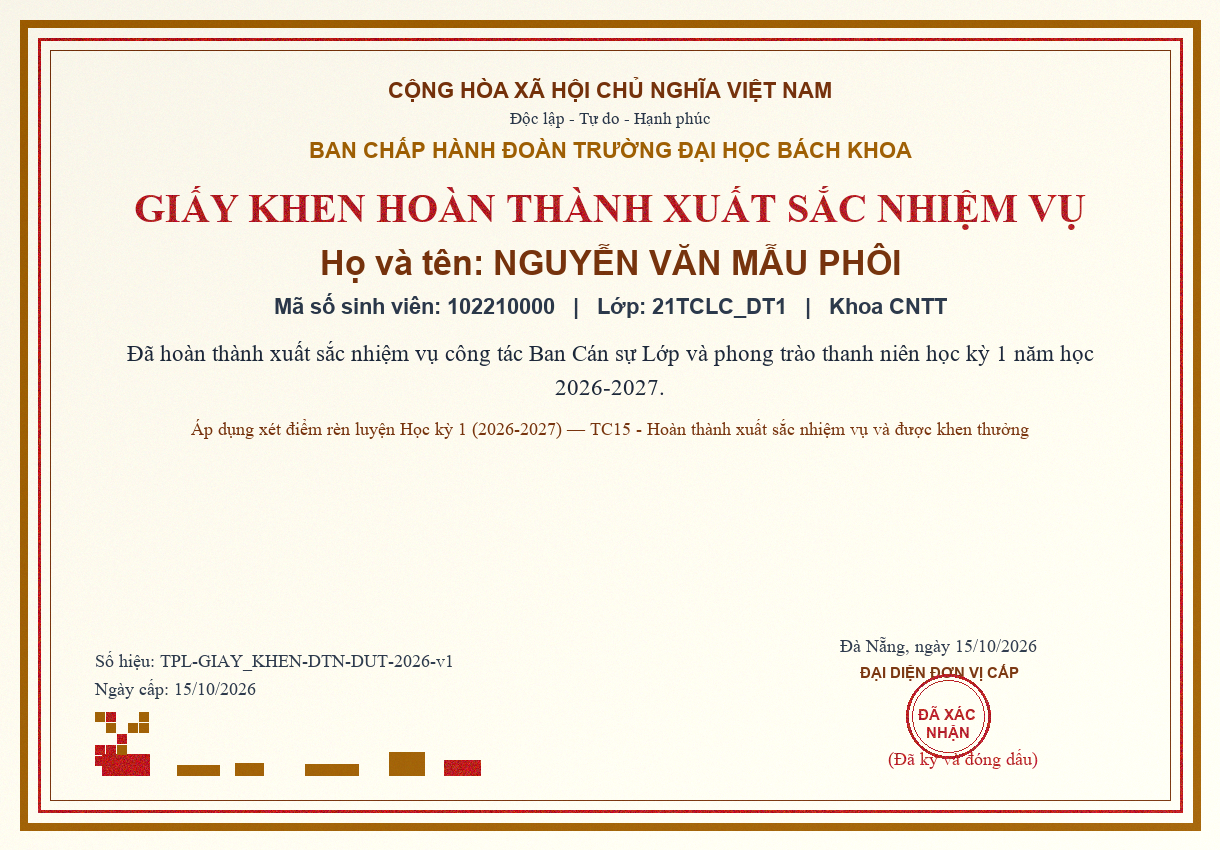 CỘNG HÒA XÃ HỘI CHỦ NGHĨA VIỆT NAM
Độc lập - Tự do - Hạnh phúc
BAN CHẤP HÀNH ĐOÀN TRƯỜNG ĐẠI HỌC BÁCH KHOA
GIẤY KHEN HOÀN THÀNH XUẤT SẮC NHIỆM VỤ
Họ và tên: NGUYỄN VĂN MẪU PHÔI
Mã số sinh viên: 102210000 | Lớp: 21TCLC_DT1 | Khoa CNTT
Đã hoàn thành xuất sắc nhiệm vụ công tác Ban Cán sự Lớp và phong trào thanh niên học kỳ 1 năm học
2026-2027.
Áp dụng xét điểm rèn luyện Học kỳ 1 (2026-2027) — TC15 - Hoàn thành xuất sắc nhiệm vụ và được khen thưởng
Số hiệu: TPL-GIAY_KHEN-DTN-DUT-2026-v1
Ngày cấp: 15/10/2026
Đà Nẵng, ngày 15/10/2026
ĐẠI DIỆN ĐƠN VỊ CẤP
ĐÃ XÁC
NHẬN
(Đã ký và đóng dấu)